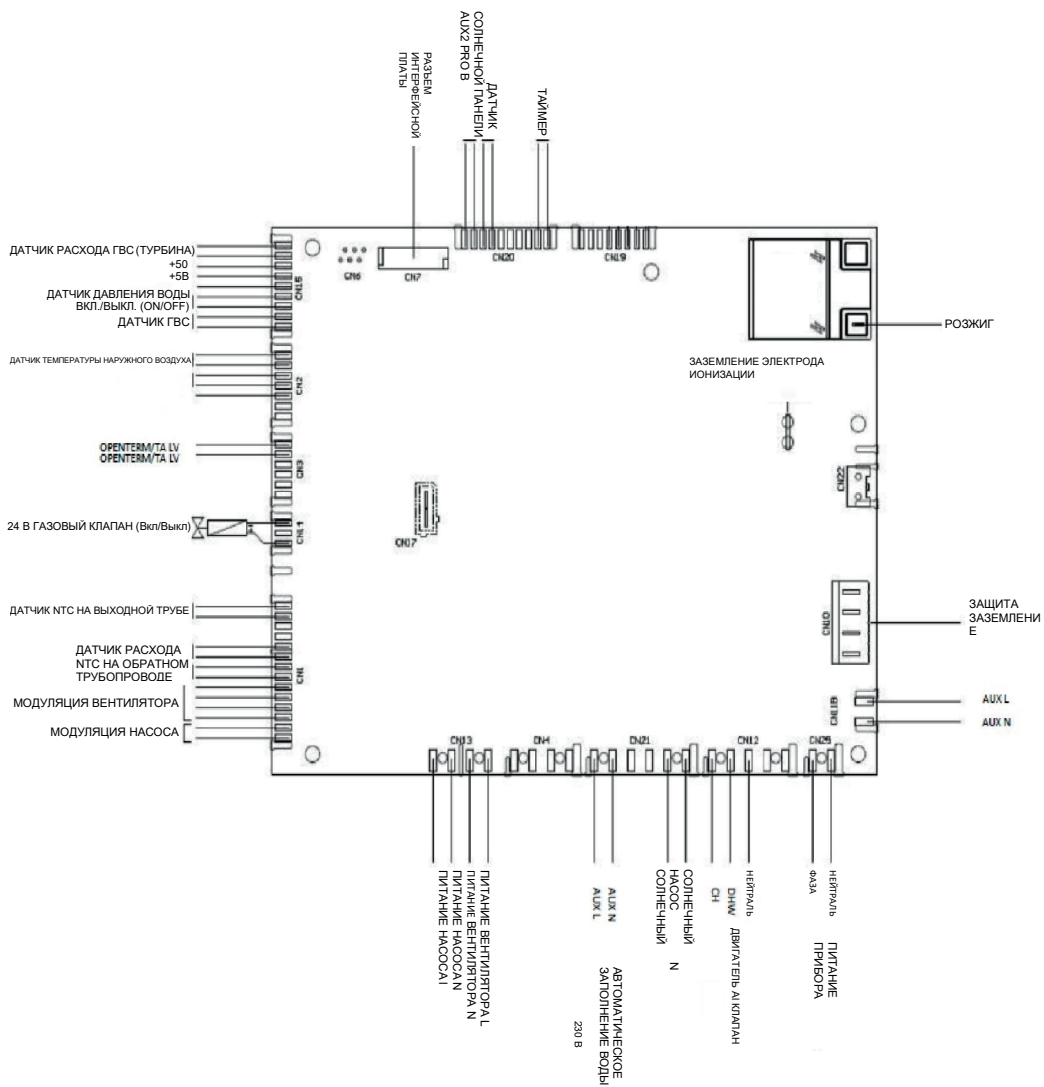 AUX2 PRO В
СОЛНЕЧНОЙ ПАНЕЛИ
ДАТЧИК
ТАЙМЕР
РАЗЪЕМ
ИНТЕРФЕЙСНОЙ
ПЛАТЫ
CN6
CN7
CN20
CN19
ДАТЧИК РАСХОДА ГВС (ТУРБИНА)
+50
+5В
ДАТЧИК ДАВЛЕНИЯ ВОДЫ
ВКЛ./ВЫКЛ. (ON/OFF)
ДАТЧИК ГВС
CN15
РОЗЖИГ
ЗАЗЕМЛЕНИЕ ЭЛЕКТРОДА
ИОНИЗАЦИИ
ДАТЧИК ТЕМПЕРАТУРЫ НАРУЖНОГО ВОЗДУХА
CN2
OPENTERM/TA LV
OPENTERM/TA LV
CN3
CN22
24 В ГАЗОВЫЙ КЛАПАН (Вкл/Выкл)
CN14
CN17
ДАТЧИК NTC НА ВЫХОДНОЙ ТРУБЕ
CN10
ЗАЩИТА
ЗАЗЕМЛЕНИ
Е
ДАТЧИК РАСХОДА
NTC НА ОБРАТНОМ
ТРУБОПРОВОДЕ
CN1
МОДУЛЯЦИЯ ВЕНТИЛЯТОРА
МОДУЛЯЦИЯ НАСОСА
CN18
AUX L
AUX N
CN13
CN4
CN21
CN12
CN25
ПИТАНИЕ НАСОСА I
ПИТАНИЕ НАСОСА N
ПИТАНИЕ ВЕНТИЛЯТОРА N
ПИТАНИЕ ВЕНТИЛЯТОРА L
AUX L
AUX N
АВТОМАТИЧЕСКОЕ
ЗАПОЛНЕНИЕ ВОДЫ
230 В
СОЛНЕЧНЫЙ
НАСОС N
СОЛНЕЧНЫЙ
CH
DHW ДВИГАТЕЛЬ AI КЛАПАН
НЕЙТРАЛЬ
ФАЗА
НЕЙТРАЛЬ
ПИТАНИЕ
ПРИБОРА